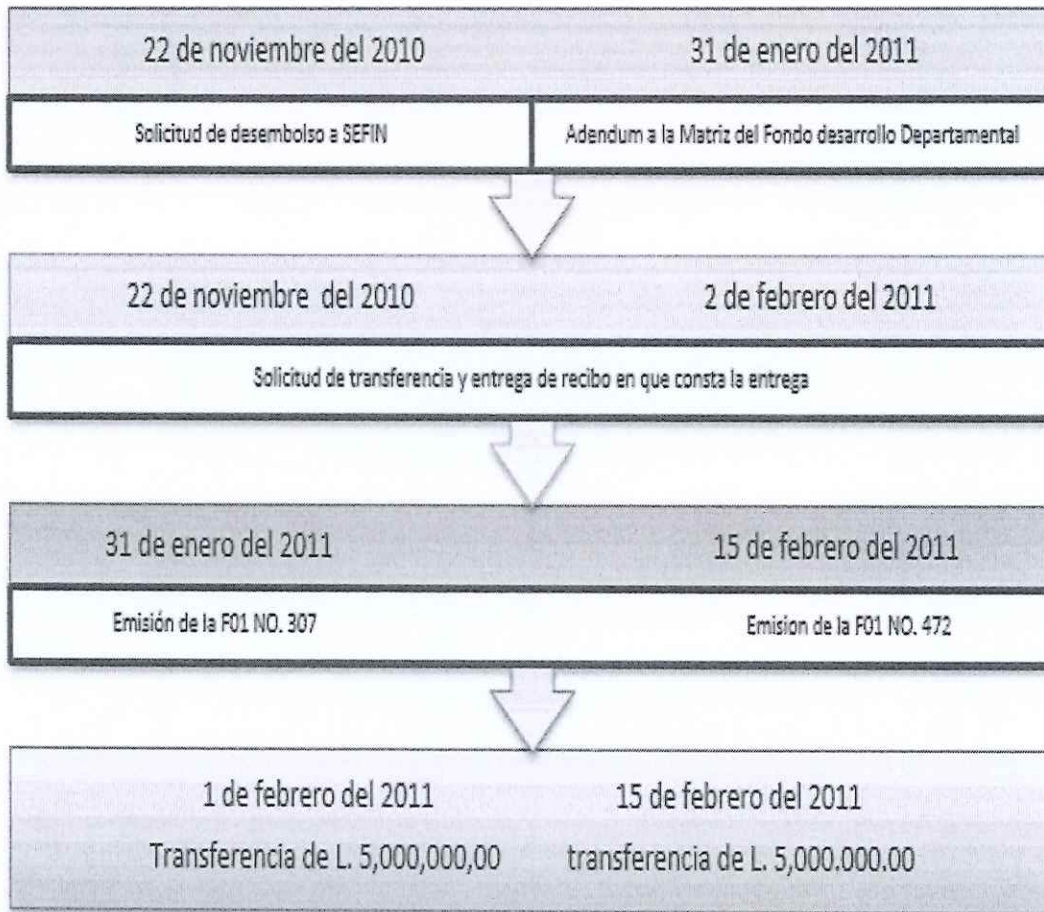 22 de noviembre del 2010 31 de enero del 2011
Solicitud de desembolso a SEFIN Adendum a la Matriz del Fondo desarrollo Departamental
22 de noviembre del 2010 2 de febrero del 2011
Solicitud de transferencia y entrega de recibo en que consta la entrega
31 de enero del 2011 15 de febrero del 2011
Emisión de la F01 NO. 307 Emision de la F01 NO. 472
1 de febrero del 2011 15 de febrero del 2011
Transferencia de L. 5,000,000,00 transferencia de L. 5,000.000.00